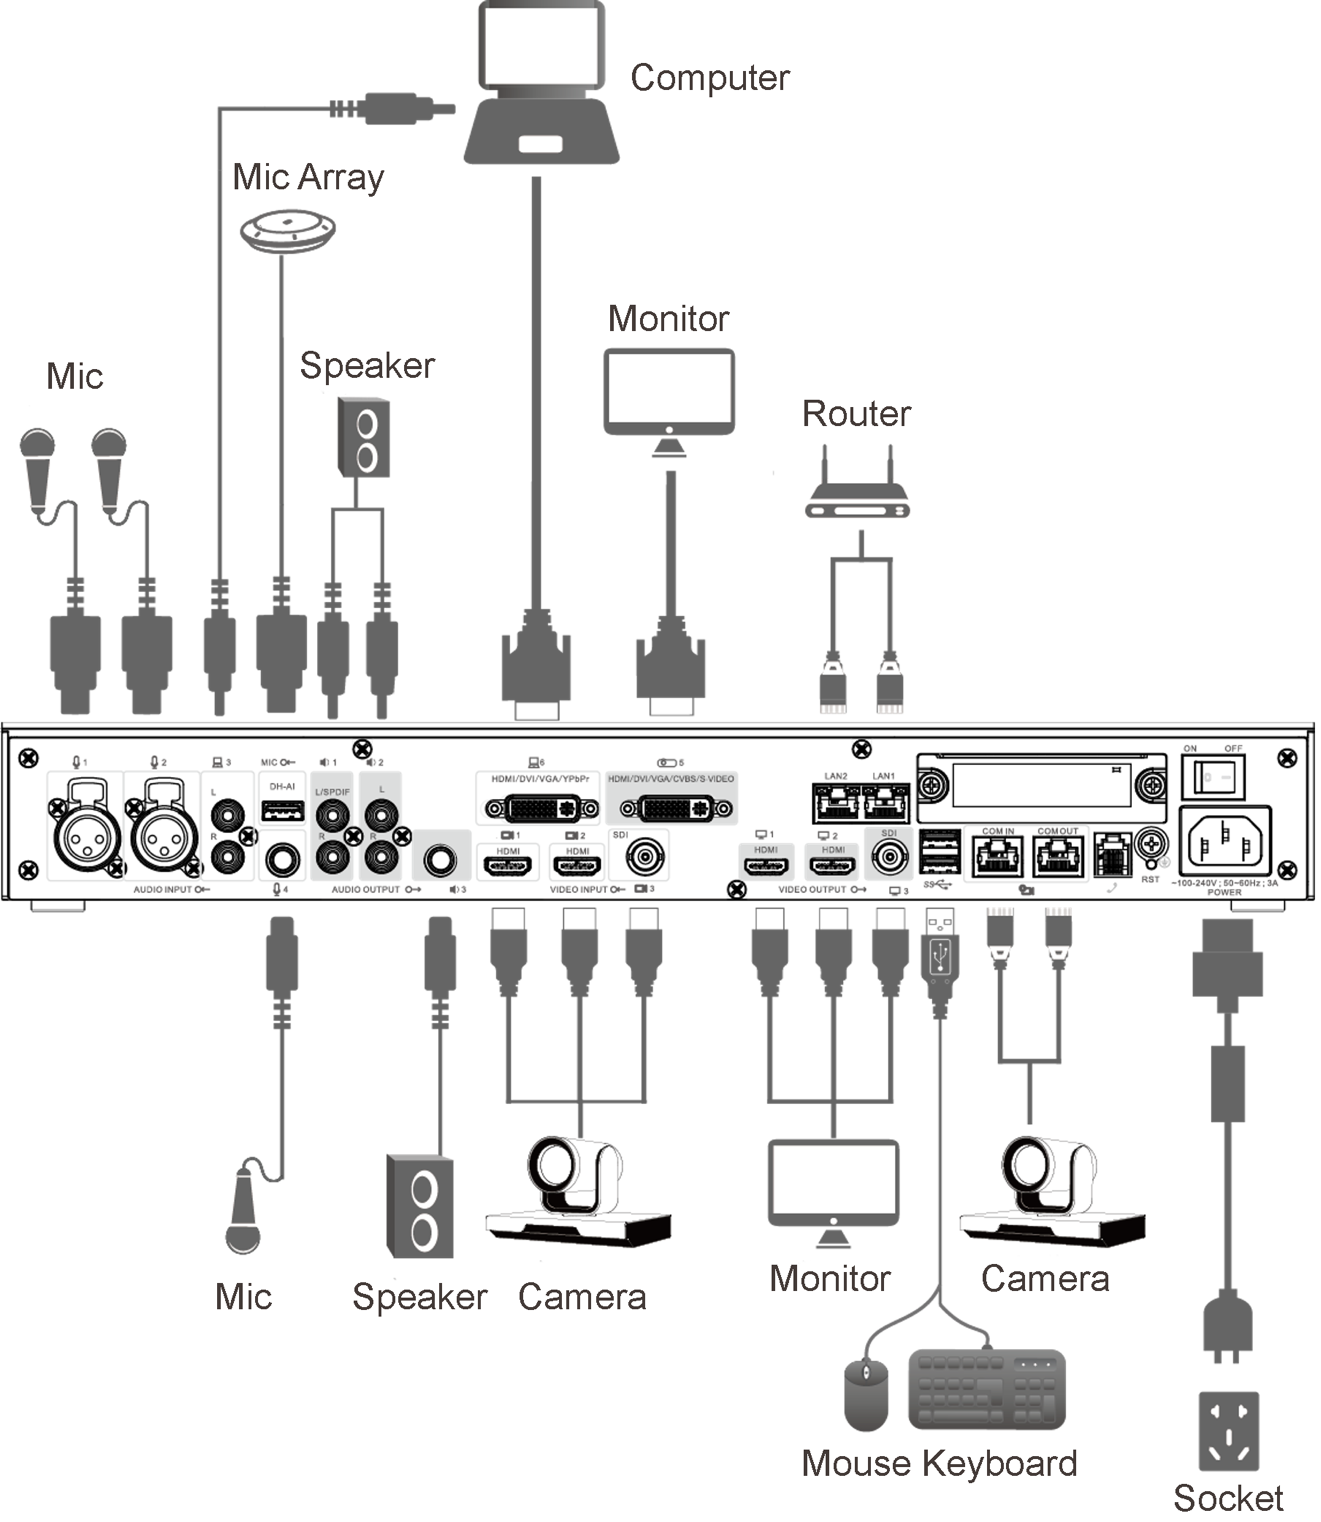 Computer
Mic Array
Monitor
Speaker
Mic
Router
1
2
3
MIC
1
2
6
5
ON OFF
L
DH-AI
L/SPDIF
L
HDMI/DVI/VGA/YPbPr
HDMI/DVI/VGA/CVBS/S-VIDEO
LAN2
LAN1
R
R
R
1
2
SDI
1
2
SDI
HDMI
HDMI
HDMI
HDMI
COM IN
COM OUT
AUDIO INPUT
4
AUDIO OUTPUT
3
VIDEO INPUT
3
VIDEO OUTPUT
3
SS
RST
~100-240V ; 50~60Hz ; 3A
POWER
Mic
Speaker
Camera
Monitor
Camera
Mouse Keyboard
Socket